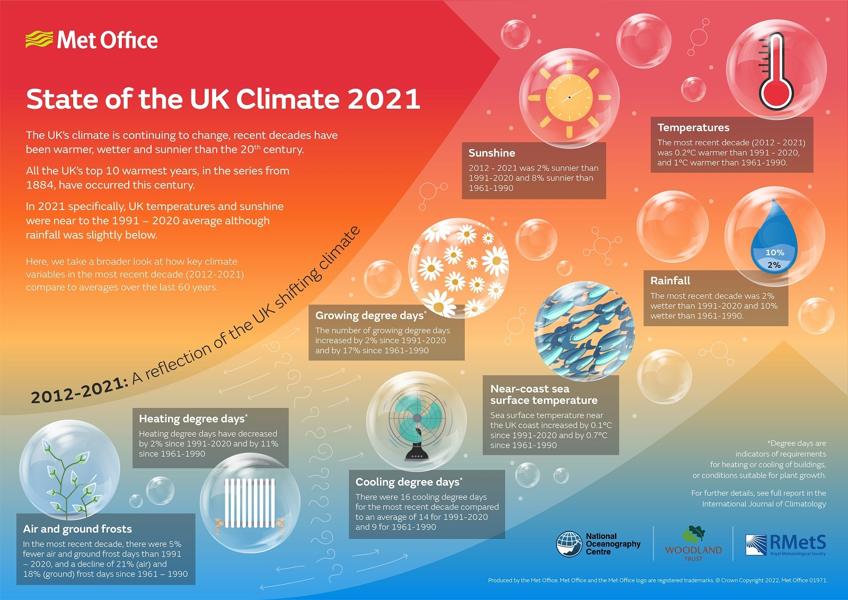 Met Office
State of the UK Climate 2021
The UK's climate is continuing to change, recent decades have
been warmer, wetter and sunnier than the 20th century.
All the UK's top 10 warmest years, in the series from
1884, have occurred this century.
In 2021 specifically, UK temperatures and sunshine
were near to the 1991 – 2020 average although
rainfall was slightly below.
Here, we take a broader look at how key climate
variables in the most recent decade (2012-2021)
compare to averages over the last 60 years.
2012-2021: A reflection of the UK shifting climate
Sunshine
2012 - 2021 was 2% sunnier than
1991-2020 and 8% sunnier than
1961-1990
Temperatures
The most recent decade (2012 - 2021)
was 0.2°C warmer than 1991 - 2020,
and 1°C warmer than 1961-1990.
10%
2%
Rainfall
The most recent decade was 2%
wetter than 1991-2020 and 10%
wetter than 1961-1990.
Growing degree days*
The number of growing degree days
increased by 2% since 1991-2020
and by 17% since 1961-1990
Near-coast sea
surface temperature
Sea surface temperature near
the UK coast increased by 0.1°C
since 1991-2020 and by 0.7°C
since 1961-1990
Heating degree days*
Heating degree days have decreased
by 2% since 1991-2020 and by 11%
since 1961-1990
Cooling degree days*
There were 16 cooling degree days
for the most recent decade compared
to an average of 14 for 1991-2020
and 9 for 1961-1990
Air and ground frosts
In the most recent decade, there were 5%
fewer air and ground frost days than 1991
– 2020, and a decline of 21% (air) and
18% (ground) frost days since 1961 – 1990
*Degree days are
indicators of requirements
for heating or cooling of buildings,
or conditions suitable for plant growth.
For further details, see full report in the
International Journal of Climatology
National
Oceanography
Centre
WOODLAND
TRUST
RMetS
Royal Meteorological Society
Produced by the Met Office. Met Office and the Met Office logo are registered trademarks. © Crown Copyright 2022, Met Office 01971.